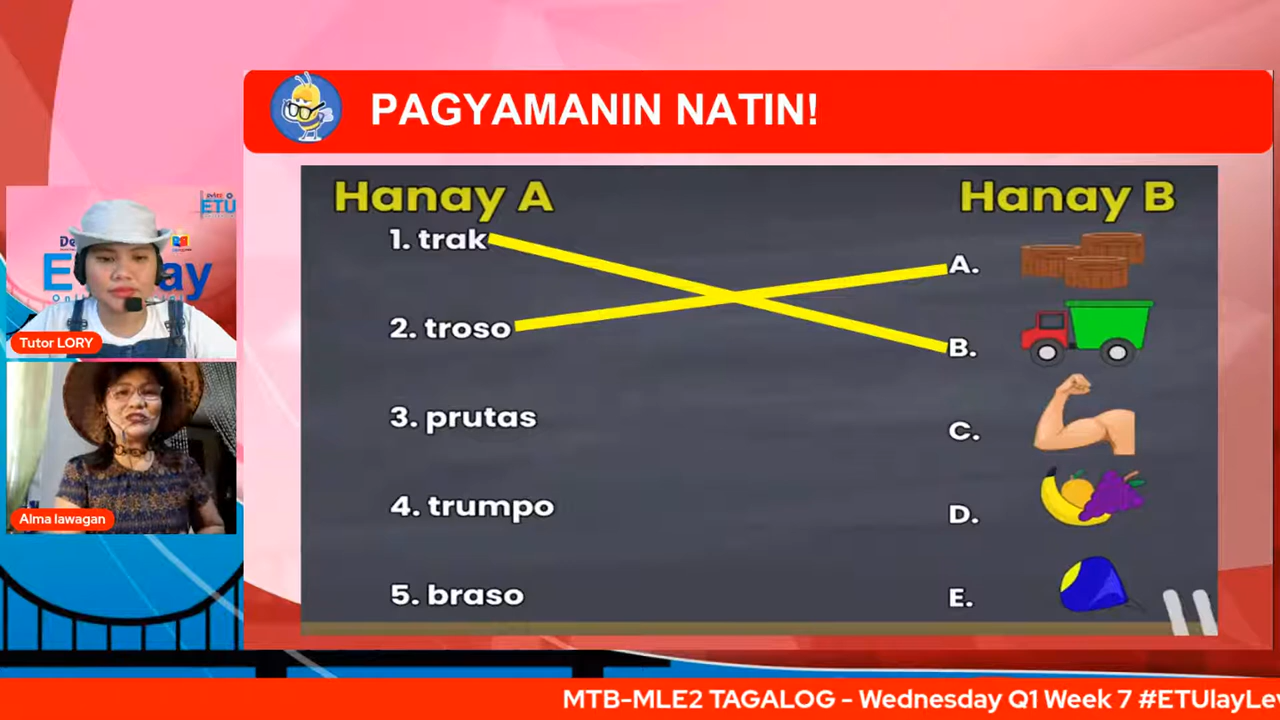 PAGYAMANIN NATIN!
Hanay A
Hanay B
1. trak
A.
2. troso
B.
3. prutas
C.
4. trumpo
D.
5. braso
E.
ETU
Tutor LORY
Alma lawagan
MTB-MLE2 TAGALOG - Wednesday Q1 Week 7 #ETUlayLev